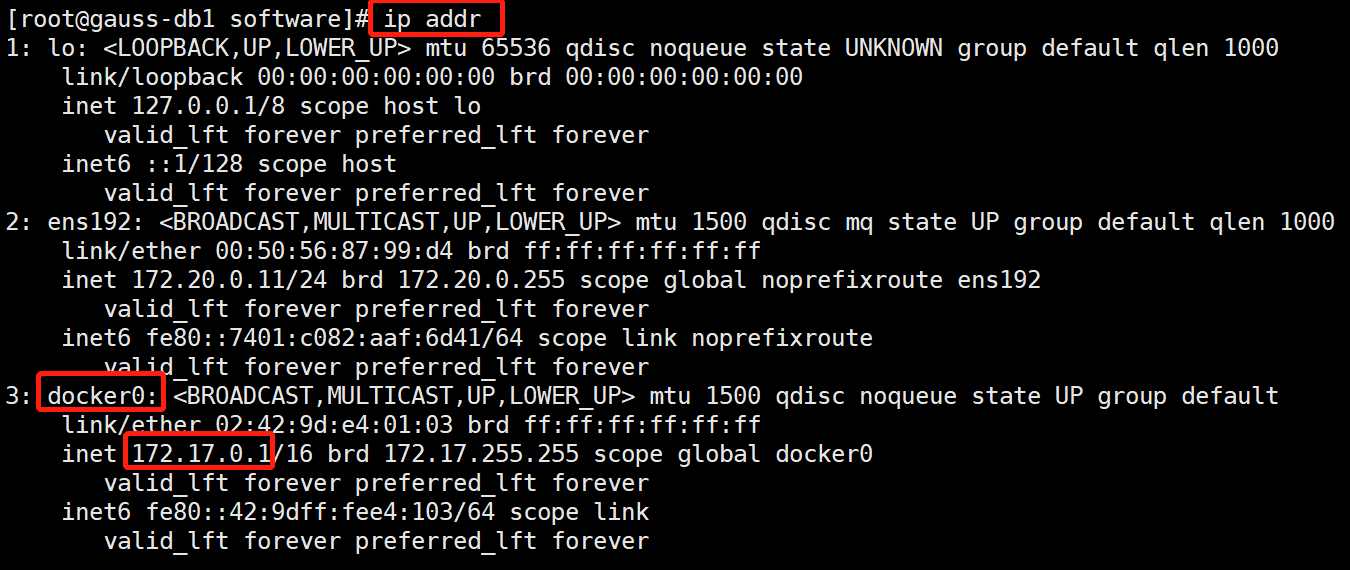 [root@gauss-db1 software]# ip addr
1: lo: <LOOPBACK,UP,LOWER_UP> mtu 65536 qdisc noqueue state UNKNOWN group default qlen 1000
    link/loopback 00:00:00:00:00:00 brd 00:00:00:00:00:00
    inet 127.0.0.1/8 scope host lo
       valid_lft forever preferred_lft forever
    inet6 ::1/128 scope host
       valid_lft forever preferred_lft forever
2: ens192: <BROADCAST,MULTICAST,UP,LOWER_UP> mtu 1500 qdisc mq state UP group default qlen 1000
    link/ether 00:50:56:87:99:d4 brd ff:ff:ff:ff:ff:ff
    inet 172.20.0.11/24 brd 172.20.0.255 scope global noprefixroute ens192
       valid_lft forever preferred_lft forever
    inet6 fe80::7401:c082:aaf:6d41/64 scope link noprefixroute
       valid_lft forever preferred_lft forever
3: docker0: <BROADCAST,MULTICAST,UP,LOWER_UP> mtu 1500 qdisc noqueue state UP group default
    link/ether 02:42:9d:e4:01:03 brd ff:ff:ff:ff:ff:ff
    inet 172.17.0.1/16 brd 172.17.255.255 scope global docker0
       valid_lft forever preferred_lft forever
    inet6 fe80::42:9dff:fee4:103/64 scope link
       valid_lft forever preferred_lft forever